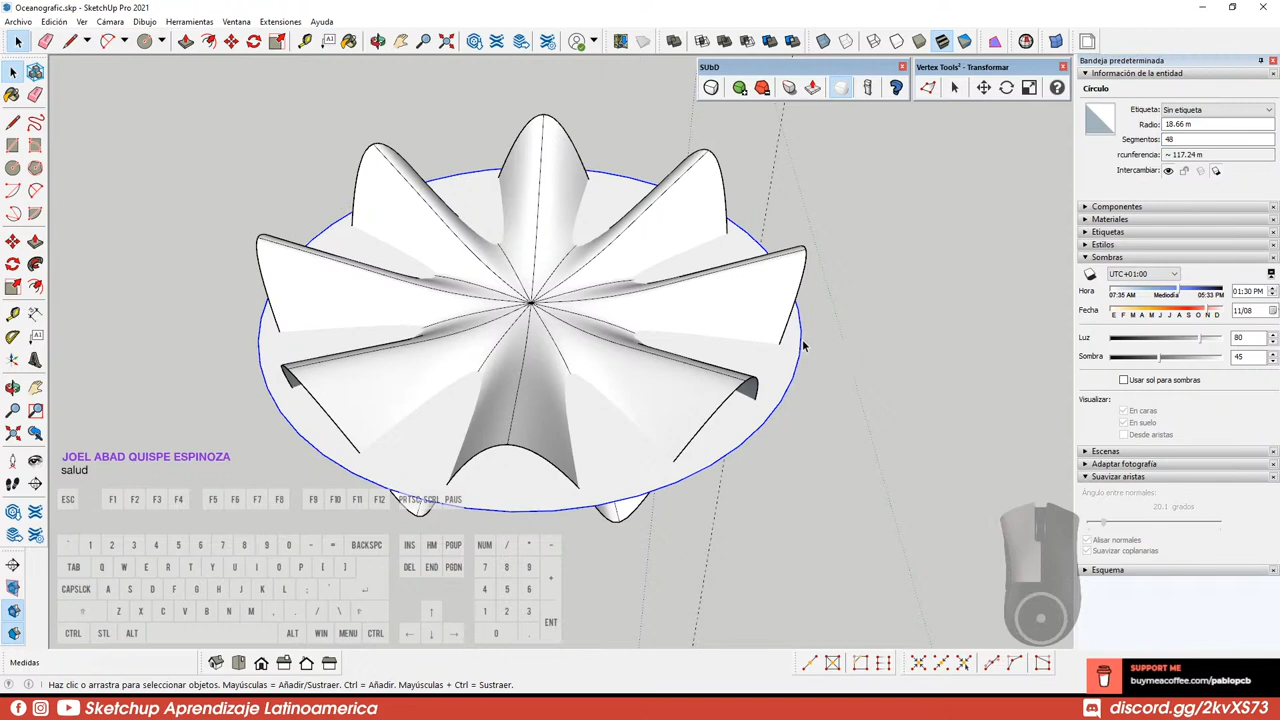 Oceanografic.skp - SketchUp Pro 2021
Archivo Edición Ver Cámara Dibujo Herramientas Ventana Extensiones Ayuda
SUbD
Vertex Tools² - Transformar
Bandeja predeterminada
Información de la entidad
Círculo
Etiqueta: Sin etiqueta
Radio: 18.66 m
Segmentos: 48
rcunferencia: ~ 117.24 m
Intercambiar:
Componentes
Materiales
Etiquetas
Estilos
Sombras
UTC+01:00
Hora 07:35 AM Mediodía 05:33 PM 01:30 PM
Fecha E F M A M J J A S O N D 11/08
Luz 80
Sombra 45
Usar sol para sombras
Visualizar:
En caras
En suelo
Desde aristas
Escenas
Adaptar fotografía
Suavizar aristas
Ángulo entre normales
20.1 grados
Alisar normales
Suavizar coplanarias
Esquema
JOEL ABAD QUISPE ESPINOZA
salud
ESC F1 F2 F3 F4 F5 F6 F7 F8 F9 F10 F11 F12 PRTSC SCRL PAUS
` 1 2 3 4 5 6 7 8 9 0 - = BACKSPC INS HM PGUP NUM / * -
TAB Q W E R T Y U I O P [ ] DEL END PGDN 7 8 9 +
CAPSLCK A S D F G H J K L ; ' 4 5 6
Z X C V B N M , . / \ 1 2 3 ENT
CTRL STL ALT ALT WIN MENU CTRL 0 .
Medidas
Haz clic o arrastra para seleccionar objetos. Mayúsculas = Añadir/Sustraer. Ctrl = Añadir. Mayúsculas + Ctrl = Sustraer.
SUPPORT ME
buymeacoffee.com/pablopcb
Sketchup Aprendizaje Latinoamerica
discord.gg/2kvXS73